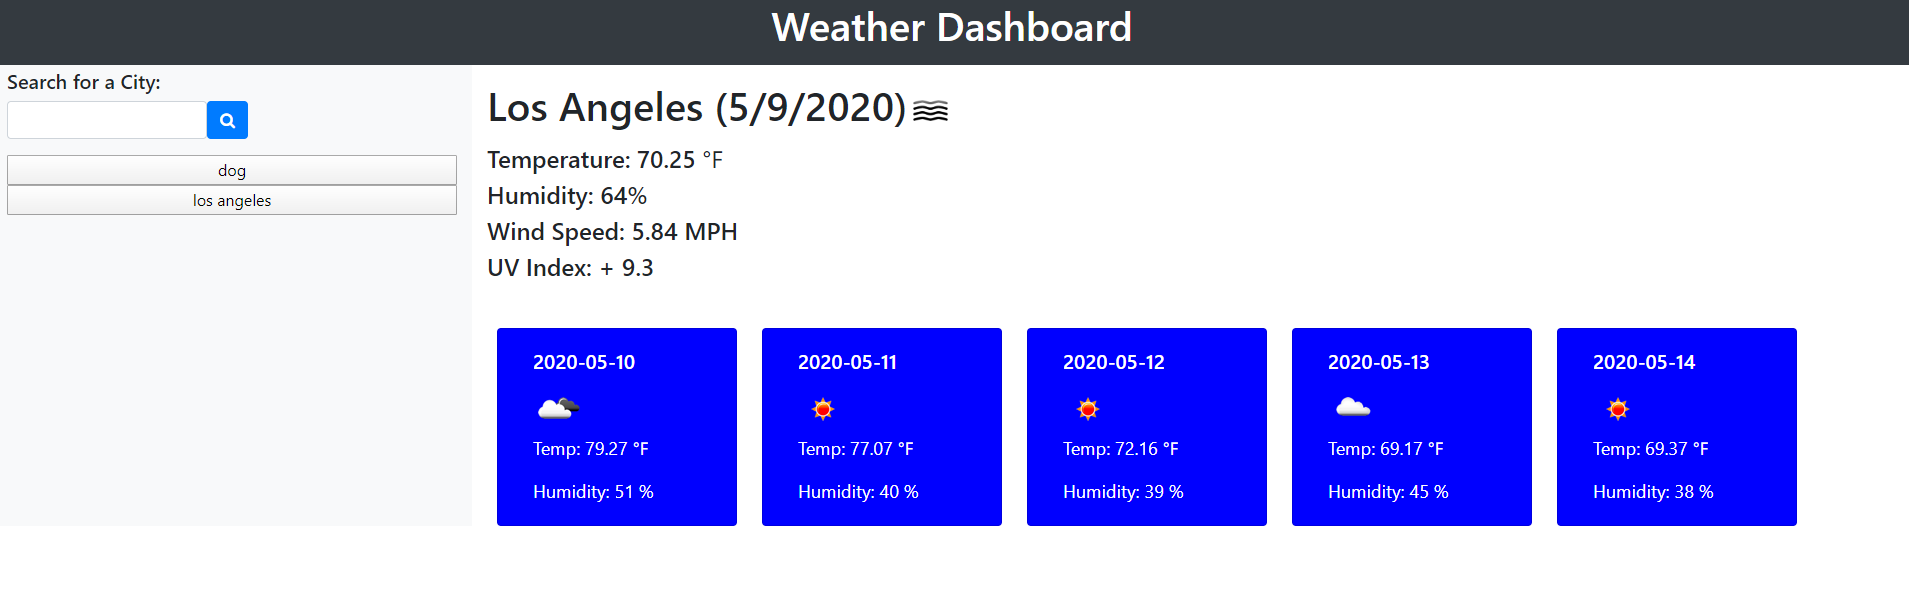 Weather Dashboard
Search for a City:
dog
los angeles
Los Angeles (5/9/2020)
Temperature: 70.25 °F
Humidity: 64%
Wind Speed: 5.84 MPH
UV Index: + 9.3
2020-05-10
Temp: 79.27 °F
Humidity: 51 %
2020-05-11
Temp: 77.07 °F
Humidity: 40 %
2020-05-12
Temp: 72.16 °F
Humidity: 39 %
2020-05-13
Temp: 69.17 °F
Humidity: 45 %
2020-05-14
Temp: 69.37 °F
Humidity: 38 %